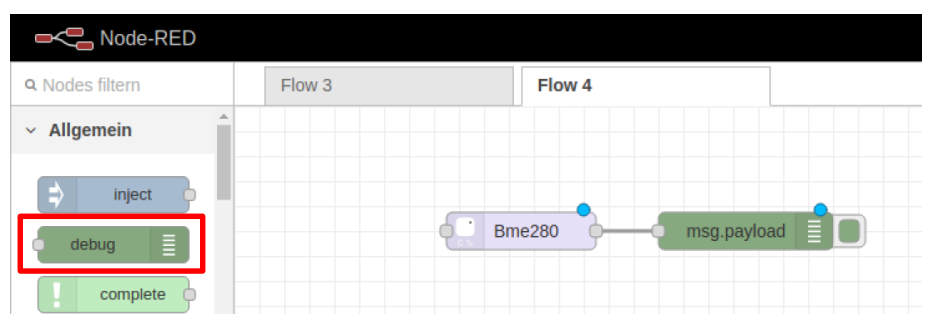 Node-RED
Nodes filtern
Flow 3
Flow 4
Allgemein
inject
debug
! complete
Bme280
msg.payload